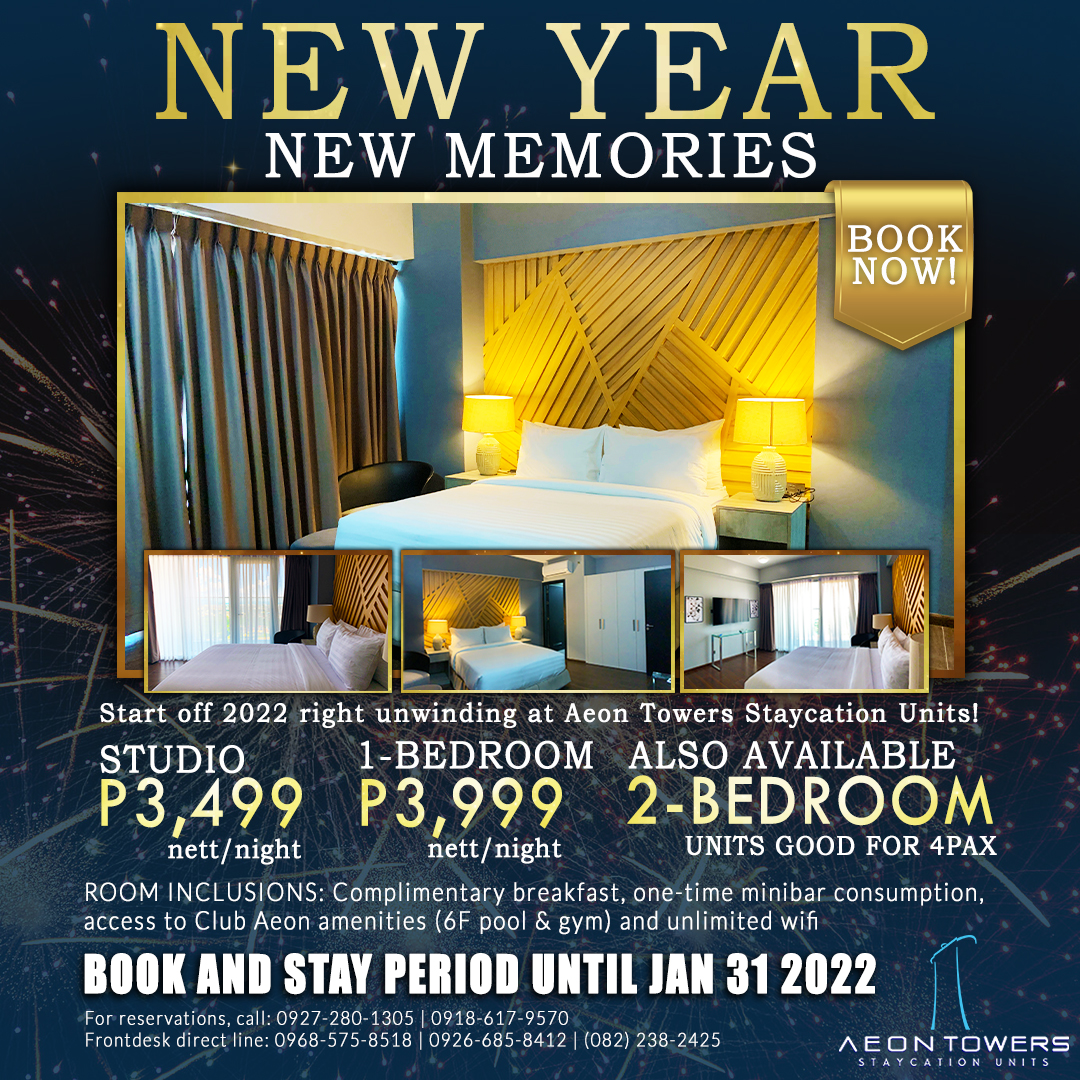 NEW YEAR
NEW MEMORIES
BOOK
NOW!
Start off 2022 right unwinding at Aeon Towers Staycation Units!
STUDIO
P3,499
nett/night
1-BEDROOM
P3,999
nett/night
ALSO AVAILABLE
2-BEDROOM
UNITS GOOD FOR 4PAX
ROOM INCLUSIONS: Complimentary breakfast, one-time minibar consumption,
access to Club Aeon amenities (6F pool & gym) and unlimited wifi
BOOK AND STAY PERIOD UNTIL JAN 31 2022
For reservations, call: 0927-280-1305 | 0918-617-9570
Frontdesk direct line: 0968-575-8518 | 0926-685-8412 | (082) 238-2425
AEON TOWERS
STAYCATION UNITS